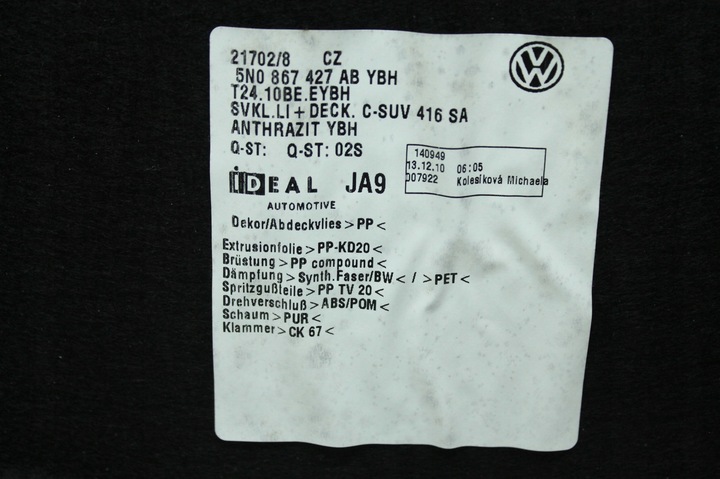 21702/8 CZ
5N0 867 427 AB YBH
T24.10BE.EYBH
SVKL.LI + DECK. C-SUV 416 SA
ANTHRAZIT YBH
Q-ST: Q-ST: 02S
140949
13.12.10 06:05
007922 Kolesíková Michaela
IDEAL JA9
AUTOMOTIVE
Dekor/Abdeckvlies > PP <
Extrusionfolie > PP-KD20 <
Brüstung > PP compound <
Dämpfung > Synth. Faser/BW < / > PET <
Spritzgußteile > PP TV 20 <
Drehverschluß > ABS/POM <
Schaum > PUR <
Klammer > CK 67 <
VW